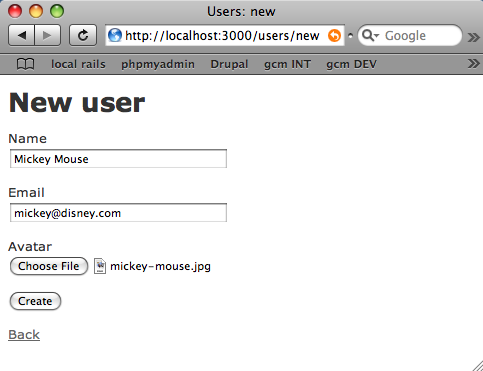 Users: new
http://localhost:3000/users/new
Google
local rails phpmyadmin Drupal gcm INT gcm DEV
New user
Name
Mickey Mouse
Email
mickey@disney.com
Avatar
Choose File mickey-mouse.jpg
Create
Back